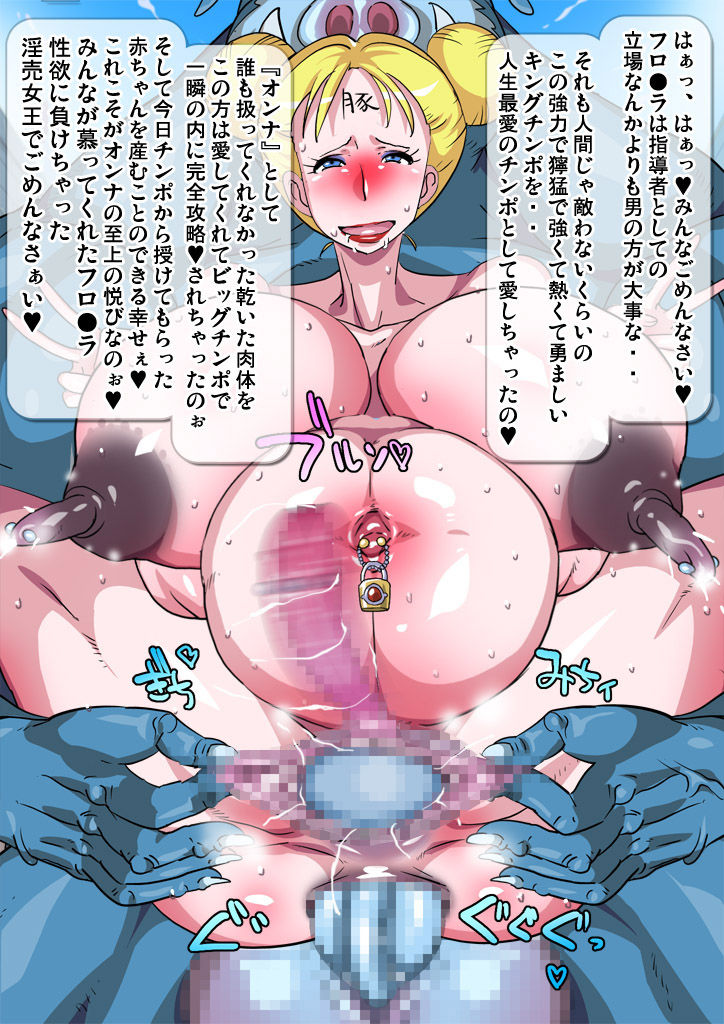 はぁっ、はぁっ♥みんなごめんなさい♥
フロ●ラは指導者としての
立場なんかよりも男の方が大事な・・
それも人間じゃ敵わないくらいの
この強力で獰猛で強くて熱くて勇ましい
キングチンポを・・
人生最愛のチンポとして愛しちゃったの♥
豚
『オンナ』として
誰も扱ってくれなかった乾いた肉体を
この方は愛してくれてビッグチンポで
一瞬の内に完全攻略♥されちゃったのぉ
そして今日チンポから授けてもらった
赤ちゃんを産むことのできる幸せぇ♥
これこそがオンナの至上の悦びなのぉ♥
みんなが慕ってくれたフロ●ラ
性欲に負けちゃった
淫売女王でごめんなさぁい♥
ブルン♡
みちィ♡
ぎち♡
ぐぐぐっ♡
グッ♡